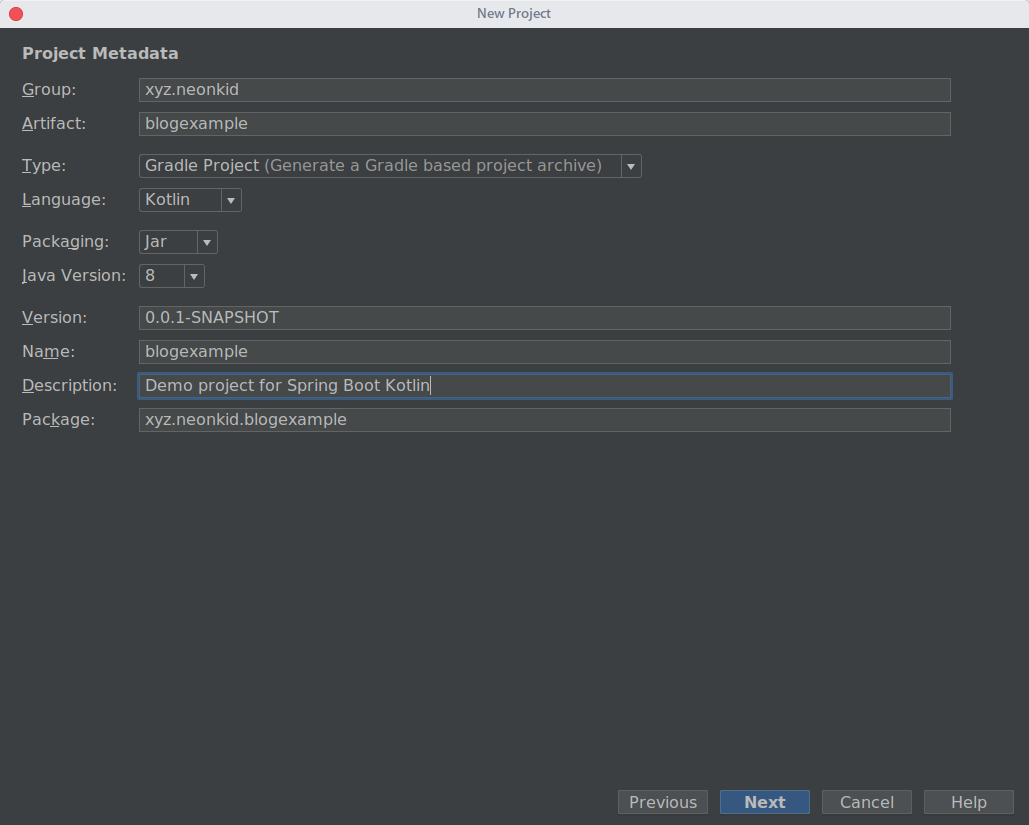 New Project
Project Metadata
Group: xyz.neonkid
Artifact: blogexample
Type: Gradle Project (Generate a Gradle based project archive)
Language: Kotlin
Packaging: Jar
Java Version: 8
Version: 0.0.1-SNAPSHOT
Name: blogexample
Description: Demo project for Spring Boot Kotlin
Package: xyz.neonkid.blogexample
Previous Next Cancel Help